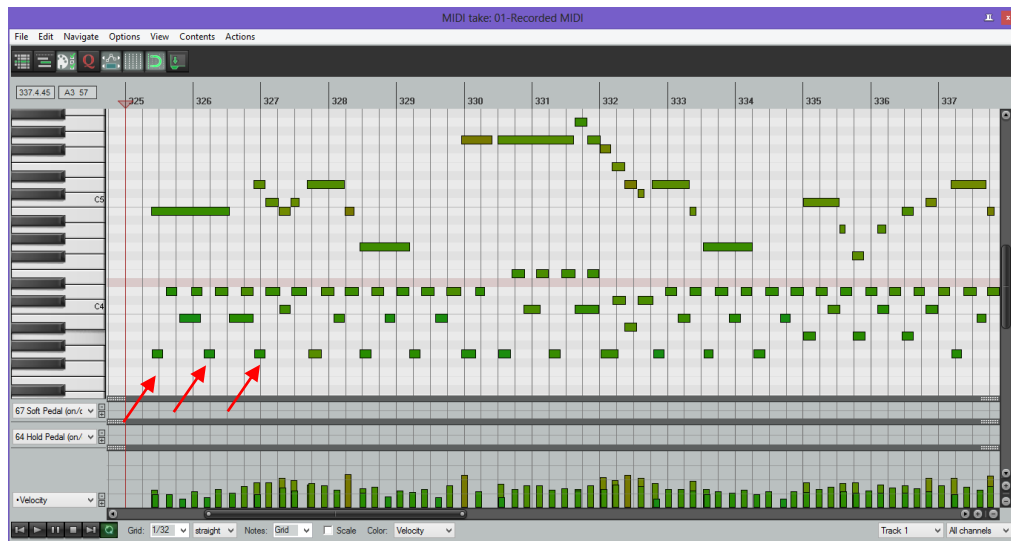 MIDI take: 01-Recorded MIDI
File Edit Navigate Options View Contents Actions
Q
337.4.45 A3 57
325 326 327 328 329 330 331 332 333 334 335 336 337
C5
C4
67 Soft Pedal (on/c
64 Hold Pedal (on/
•Velocity
Grid: 1/32 straight Notes: Grid Scale Color: Velocity Track 1 All channels